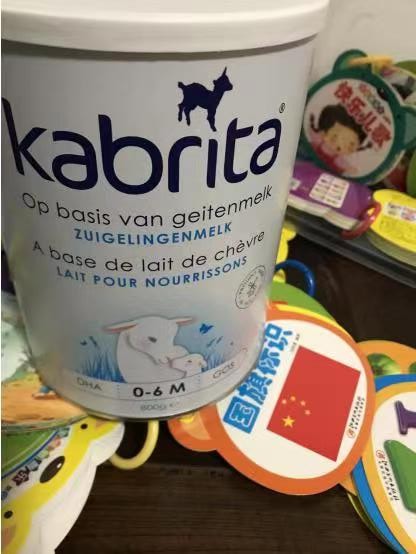 kabrita®
Op basis van geitenmelk
ZUIGELINGENMELK
A base de lait de chèvre
LAIT POUR NOURRISSONS
DHA
0-6 M
GOS
800g e
快乐儿歌
国旗标识